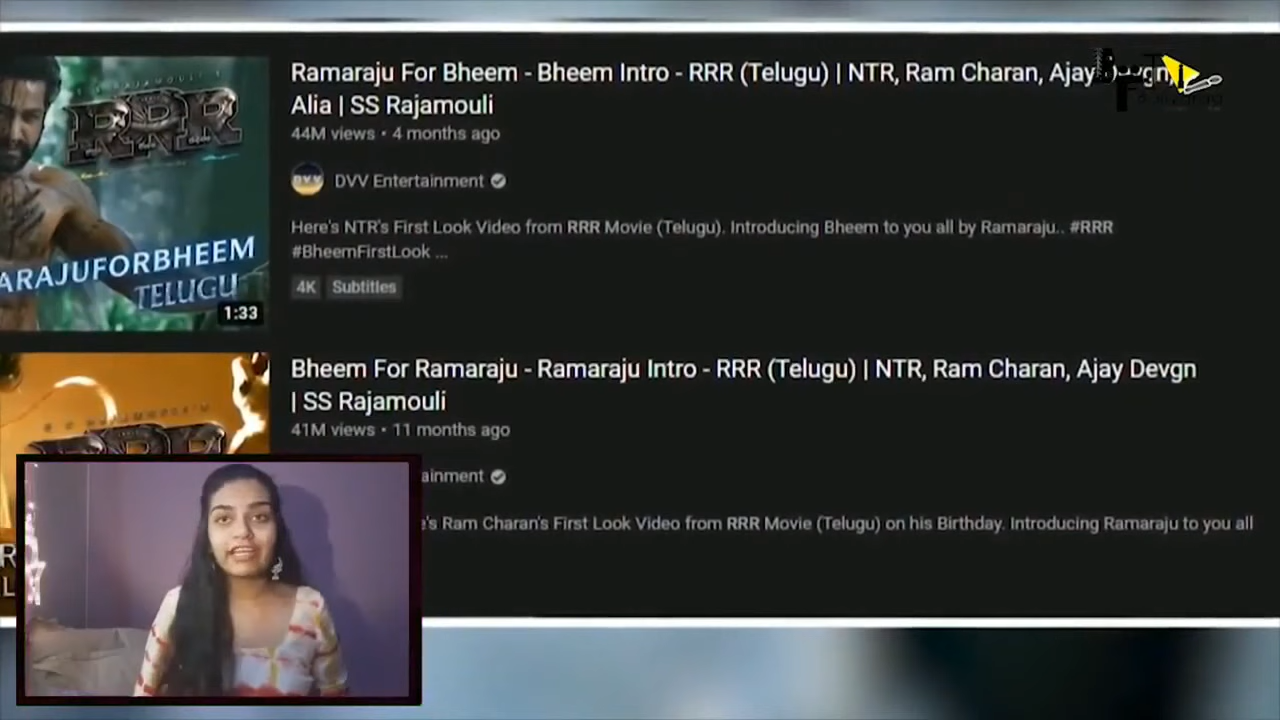 RRR
ARAJUFORBHEEM
TELUGU
1:33
Ramaraju For Bheem - Bheem Intro - RRR (Telugu) | NTR, Ram Charan, Ajay Devgn,
Alia | SS Rajamouli
44M views • 4 months ago
DVV
DVV Entertainment
Here's NTR's First Look Video from RRR Movie (Telugu). Introducing Bheem to you all by Ramaraju.. #RRR
#BheemFirstLook ...
4K Subtitles
RRR
Bheem For Ramaraju - Ramaraju Intro - RRR (Telugu) | NTR, Ram Charan, Ajay Devgn
| SS Rajamouli
41M views • 11 months ago
ainment
e's Ram Charan's First Look Video from RRR Movie (Telugu) on his Birthday. Introducing Ramaraju to you all